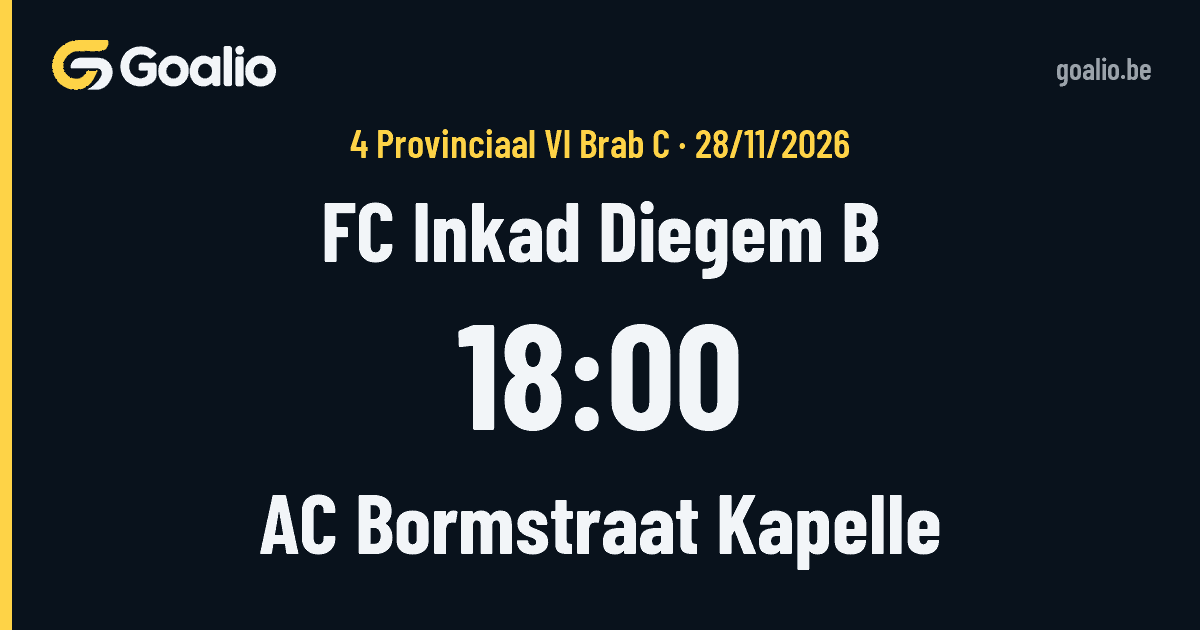 Goalio
goalio.be
4 Provinciaal Vl Brab C · 28/11/2026
FC Inkad Diegem B
18:00
AC Bormstraat Kapelle